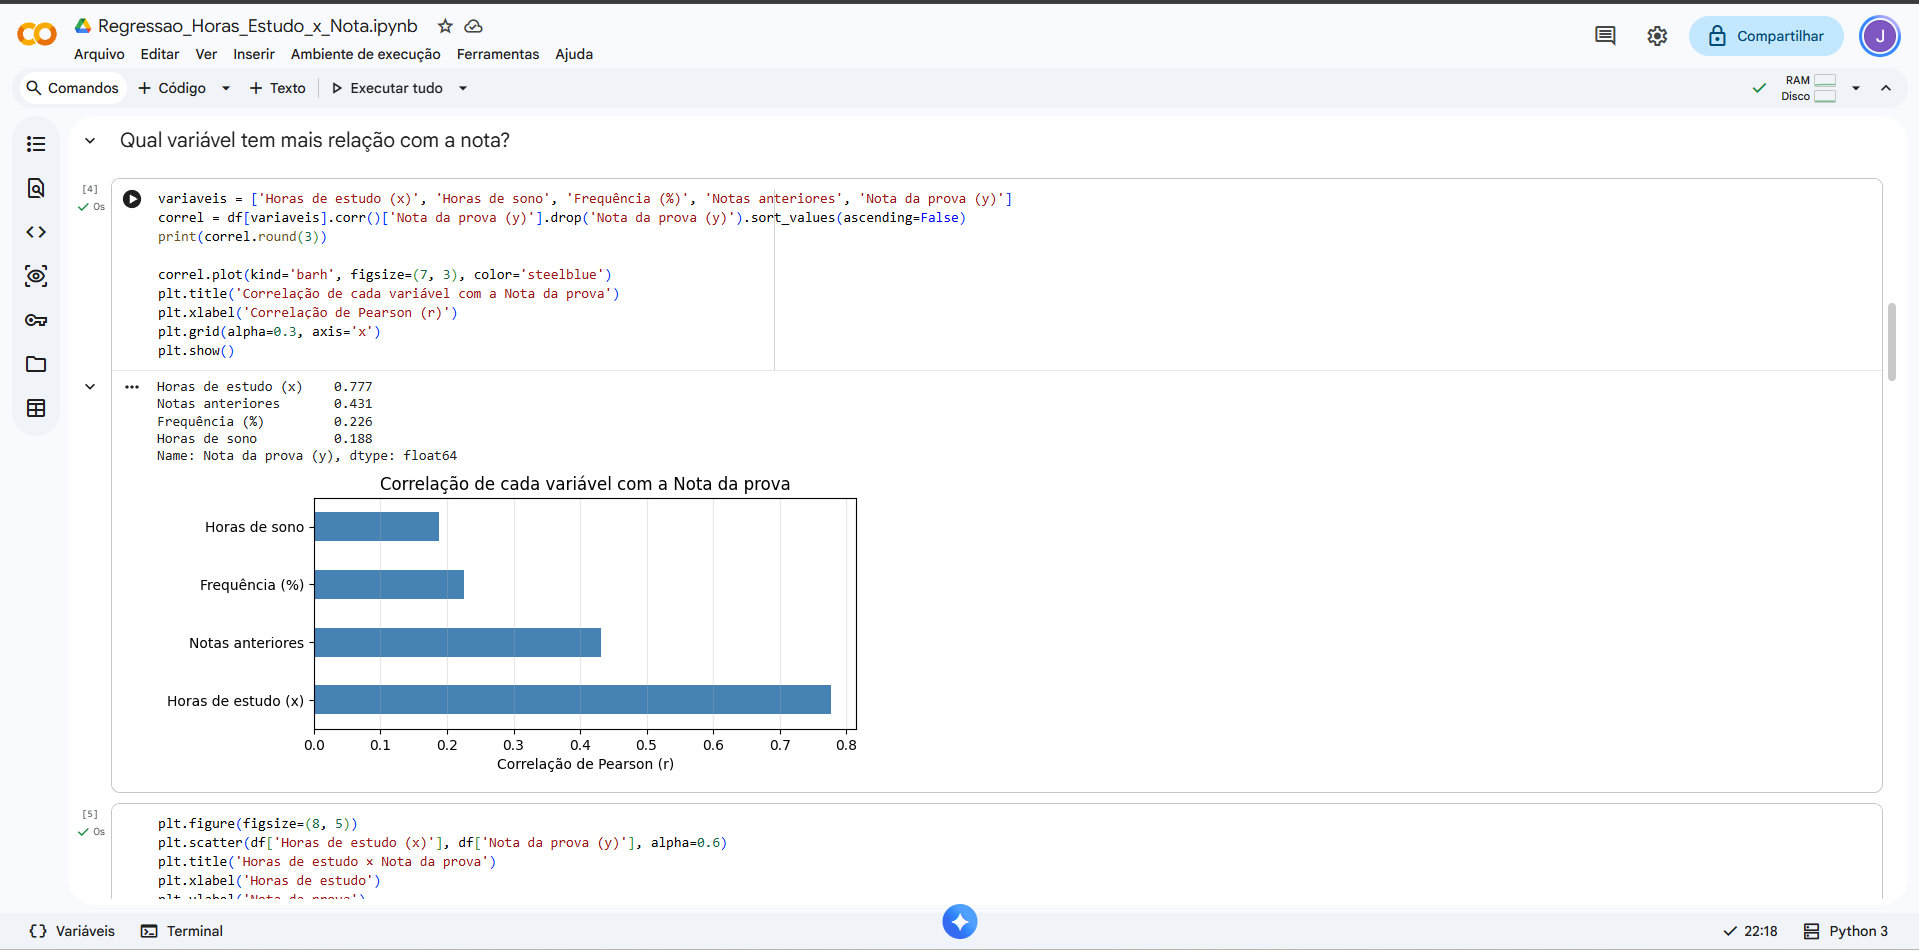 Regressao_Horas_Estudo_x_Nota.ipynb
Arquivo Editar Ver Inserir Ambiente de execução Ferramentas Ajuda
Compartilhar
J
Comandos + Código + Texto Executar tudo
RAM
Disco
Qual variável tem mais relação com a nota?
[4]
0s
variaveis = ['Horas de estudo (x)', 'Horas de sono', 'Frequência (%)', 'Notas anteriores', 'Nota da prova (y)']
correl = df[variaveis].corr()['Nota da prova (y)'].drop('Nota da prova (y)').sort_values(ascending=False)
print(correl.round(3))
correl.plot(kind='barh', figsize=(7, 3), color='steelblue')
plt.title('Correlação de cada variável com a Nota da prova')
plt.xlabel('Correlação de Pearson (r)')
plt.grid(alpha=0.3, axis='x')
plt.show()
Horas de estudo (x) 0.777
Notas anteriores 0.431
Frequência (%) 0.226
Horas de sono 0.188
Name: Nota da prova (y), dtype: float64
Correlação de cada variável com a Nota da prova
Horas de sono
Frequência (%)
Notas anteriores
Horas de estudo (x)
0.0 0.1 0.2 0.3 0.4 0.5 0.6 0.7 0.8
Correlação de Pearson (r)
[5]
0s
plt.figure(figsize=(8, 5))
plt.scatter(df['Horas de estudo (x)'], df['Nota da prova (y)'], alpha=0.6)
plt.title('Horas de estudo × Nota da prova')
plt.xlabel('Horas de estudo')
plt.ylabel('Nota da prova')
Variáveis Terminal
22:18 Python 3